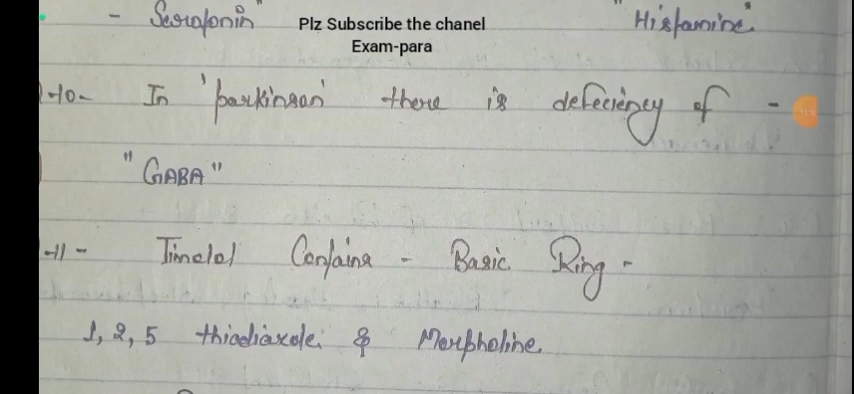 - Serotonin" "Histamine"
Plz Subscribe the chanel
Exam-para
10- In 'parkinson' there is defeciency of -
"GABA"
11- Timolol Contains - Basic Ring -
1, 2, 5 thiadiazole & Morpholine.